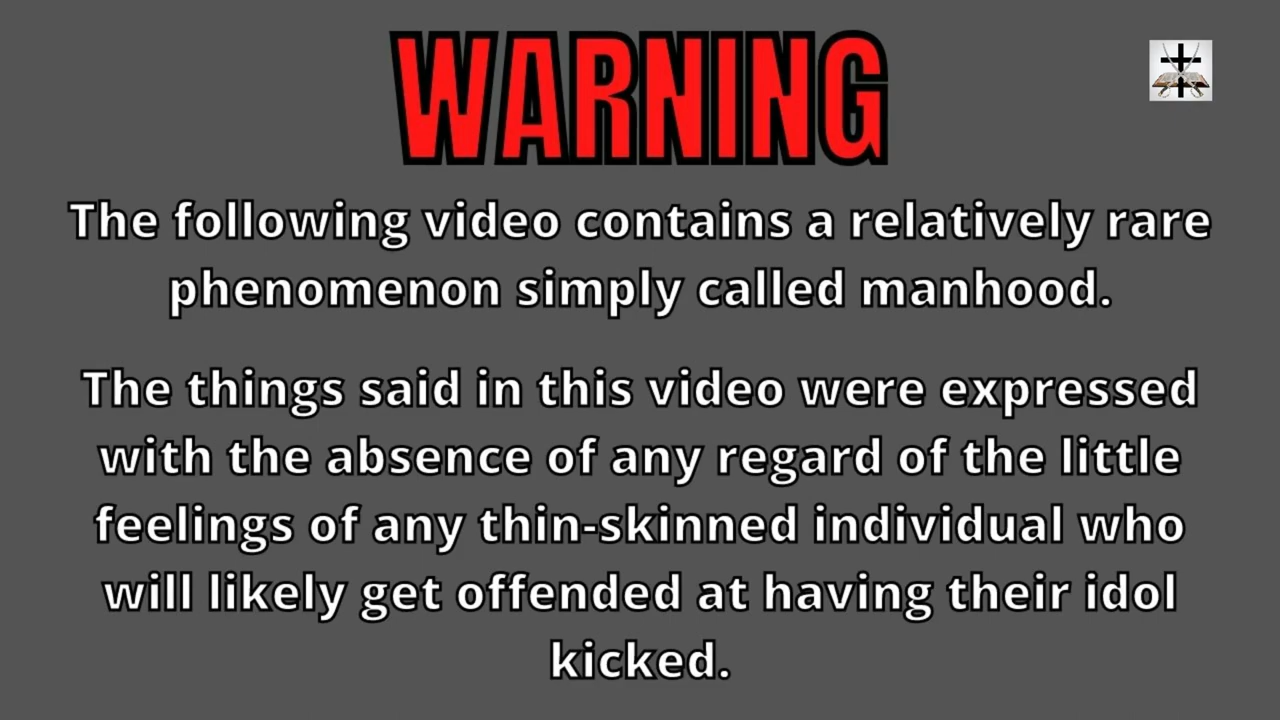 WARNING
The following video contains a relatively rare
phenomenon simply called manhood.
The things said in this video were expressed
with the absence of any regard of the little
feelings of any thin-skinned individual who
will likely get offended at having their idol
kicked.